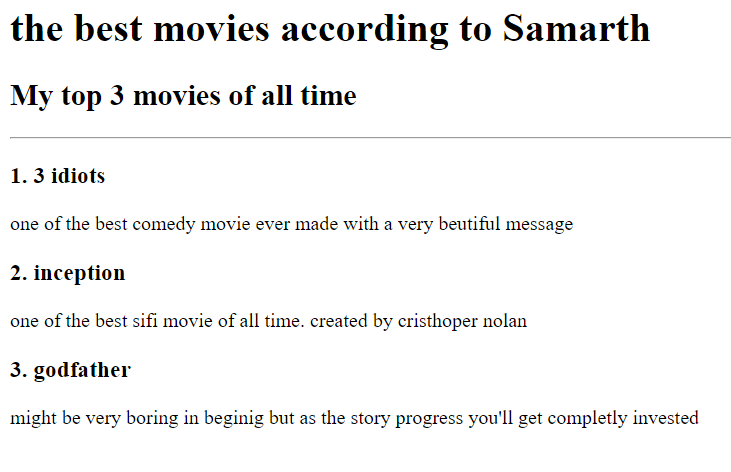 the best movies according to Samarth
My top 3 movies of all time
1. 3 idiots
one of the best comedy movie ever made with a very beutiful message
2. inception
one of the best sifi movie of all time. created by cristhoper nolan
3. godfather
might be very boring in beginig but as the story progress you'll get completly invested